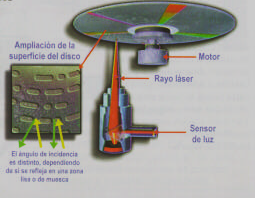 Ampliación de la
superficie del disco
Motor
Rayo láser
Sensor
de luz
El ángulo de incidencia
es distinto, dependiendo
de si se refleja en una zona
lisa o de muesca